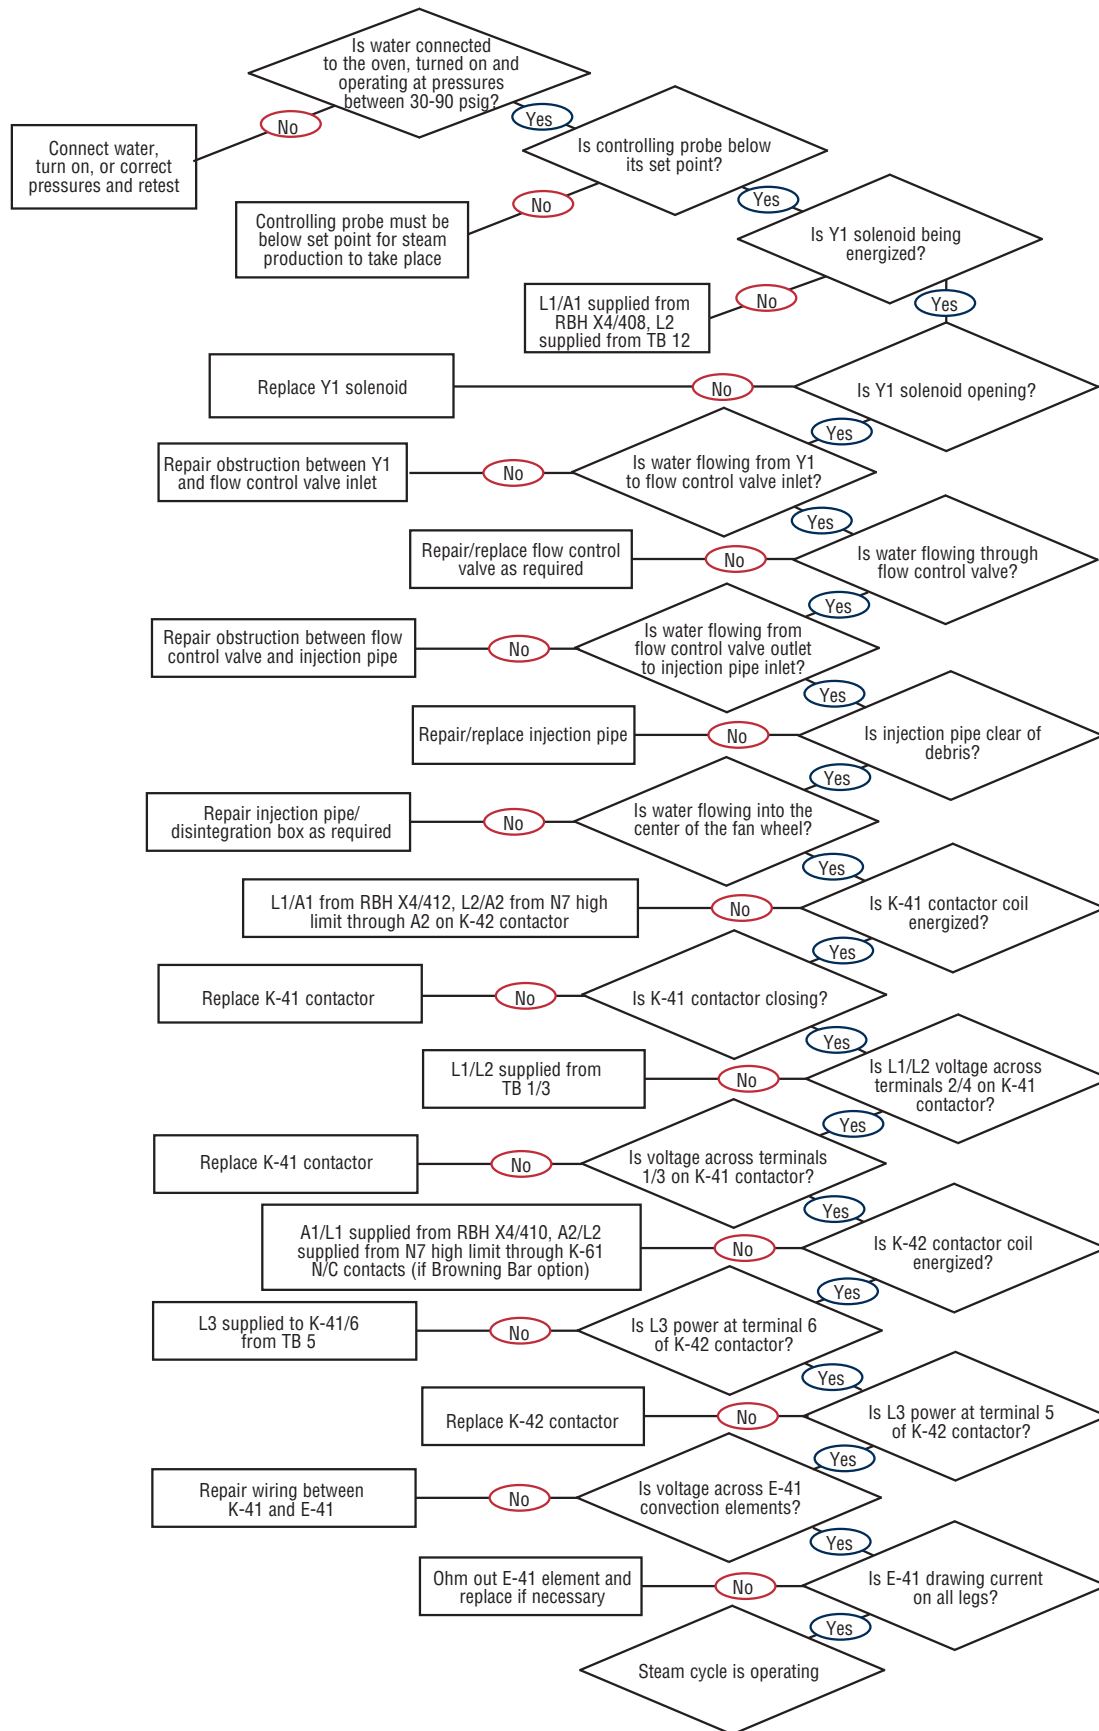 Is water connected
to the oven, turned on and
operating at pressures
between 30-90 psig?
No
Yes
Connect water,
turn on, or correct
pressures and retest
Is controlling probe below
its set point?
No
Yes
Controlling probe must be
below set point for steam
production to take place
Is Y1 solenoid being
energized?
No
Yes
L1/A1 supplied from
RBH X4/408, L2
supplied from TB 12
Is Y1 solenoid opening?
No
Replace Y1 solenoid
Yes
Is water flowing from Y1
to flow control valve inlet?
No
Repair obstruction between Y1
and flow control valve inlet
Yes
Is water flowing through
flow control valve?
No
Repair/replace flow control
valve as required
Yes
Is water flowing from
flow control valve outlet
to injection pipe inlet?
No
Repair obstruction between flow
control valve and injection pipe
Yes
Is injection pipe clear of
debris?
No
Repair/replace injection pipe
Yes
Is water flowing into the
center of the fan wheel?
No
Repair injection pipe/
disintegration box as required
Yes
Is K-41 contactor coil
energized?
No
L1/A1 from RBH X4/412, L2/A2 from N7 high
limit through A2 on K-42 contactor
Yes
Is K-41 contactor closing?
No
Replace K-41 contactor
Yes
Is L1/L2 voltage across
terminals 2/4 on K-41
contactor?
No
L1/L2 supplied from
TB 1/3
Yes
Is voltage across terminals
1/3 on K-41 contactor?
No
Replace K-41 contactor
Yes
Is K-42 contactor coil
energized?
No
A1/L1 supplied from RBH X4/410, A2/L2
supplied from N7 high limit through K-61
N/C contacts (if Browning Bar option)
Yes
Is L3 power at terminal 6
of K-42 contactor?
No
L3 supplied to K-41/6
from TB 5
Yes
Is L3 power at terminal 5
of K-42 contactor?
No
Replace K-42 contactor
Yes
Is voltage across E-41
convection elements?
No
Repair wiring between
K-41 and E-41
Yes
Is E-41 drawing current
on all legs?
No
Ohm out E-41 element and
replace if necessary
Yes
Steam cycle is operating